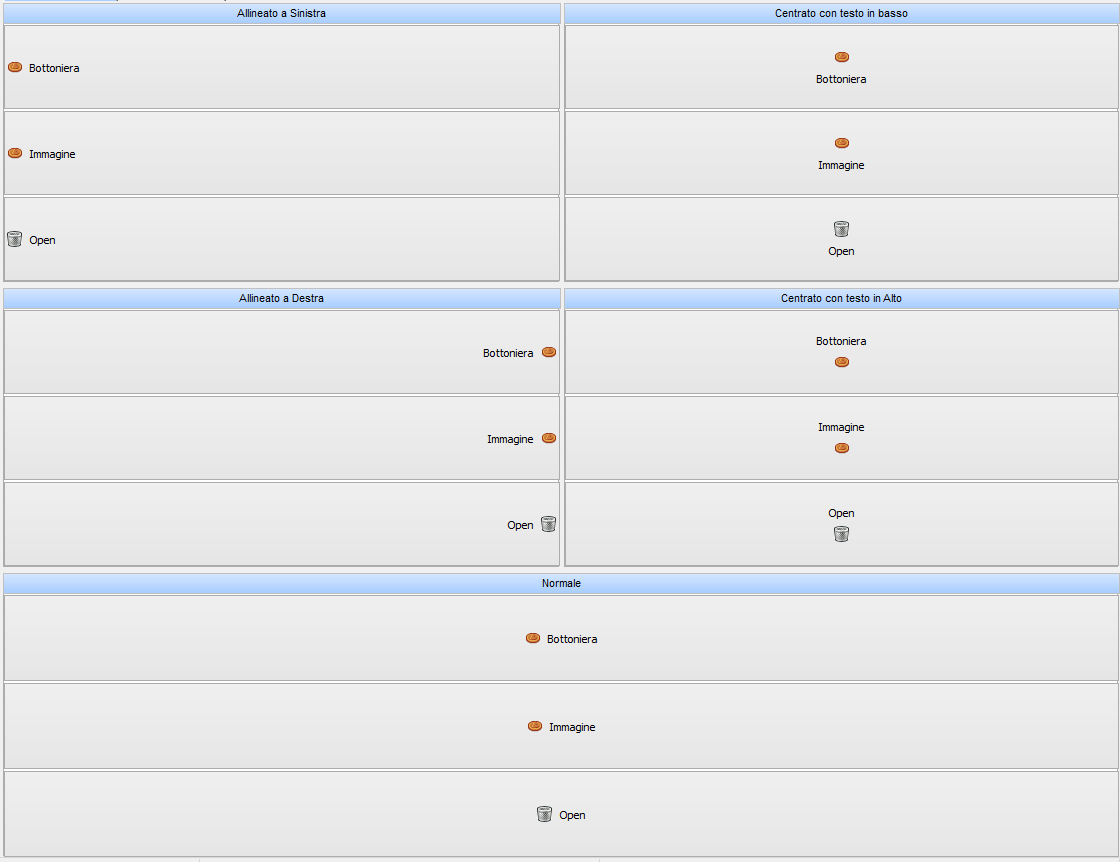 Allineato a Sinistra
Bottoniera
Immagine
Open
Centrato con testo in basso
Bottoniera
Immagine
Open
Allineato a Destra
Bottoniera
Immagine
Open
Centrato con testo in Alto
Bottoniera
Immagine
Open
Normale
Bottoniera
Immagine
Open